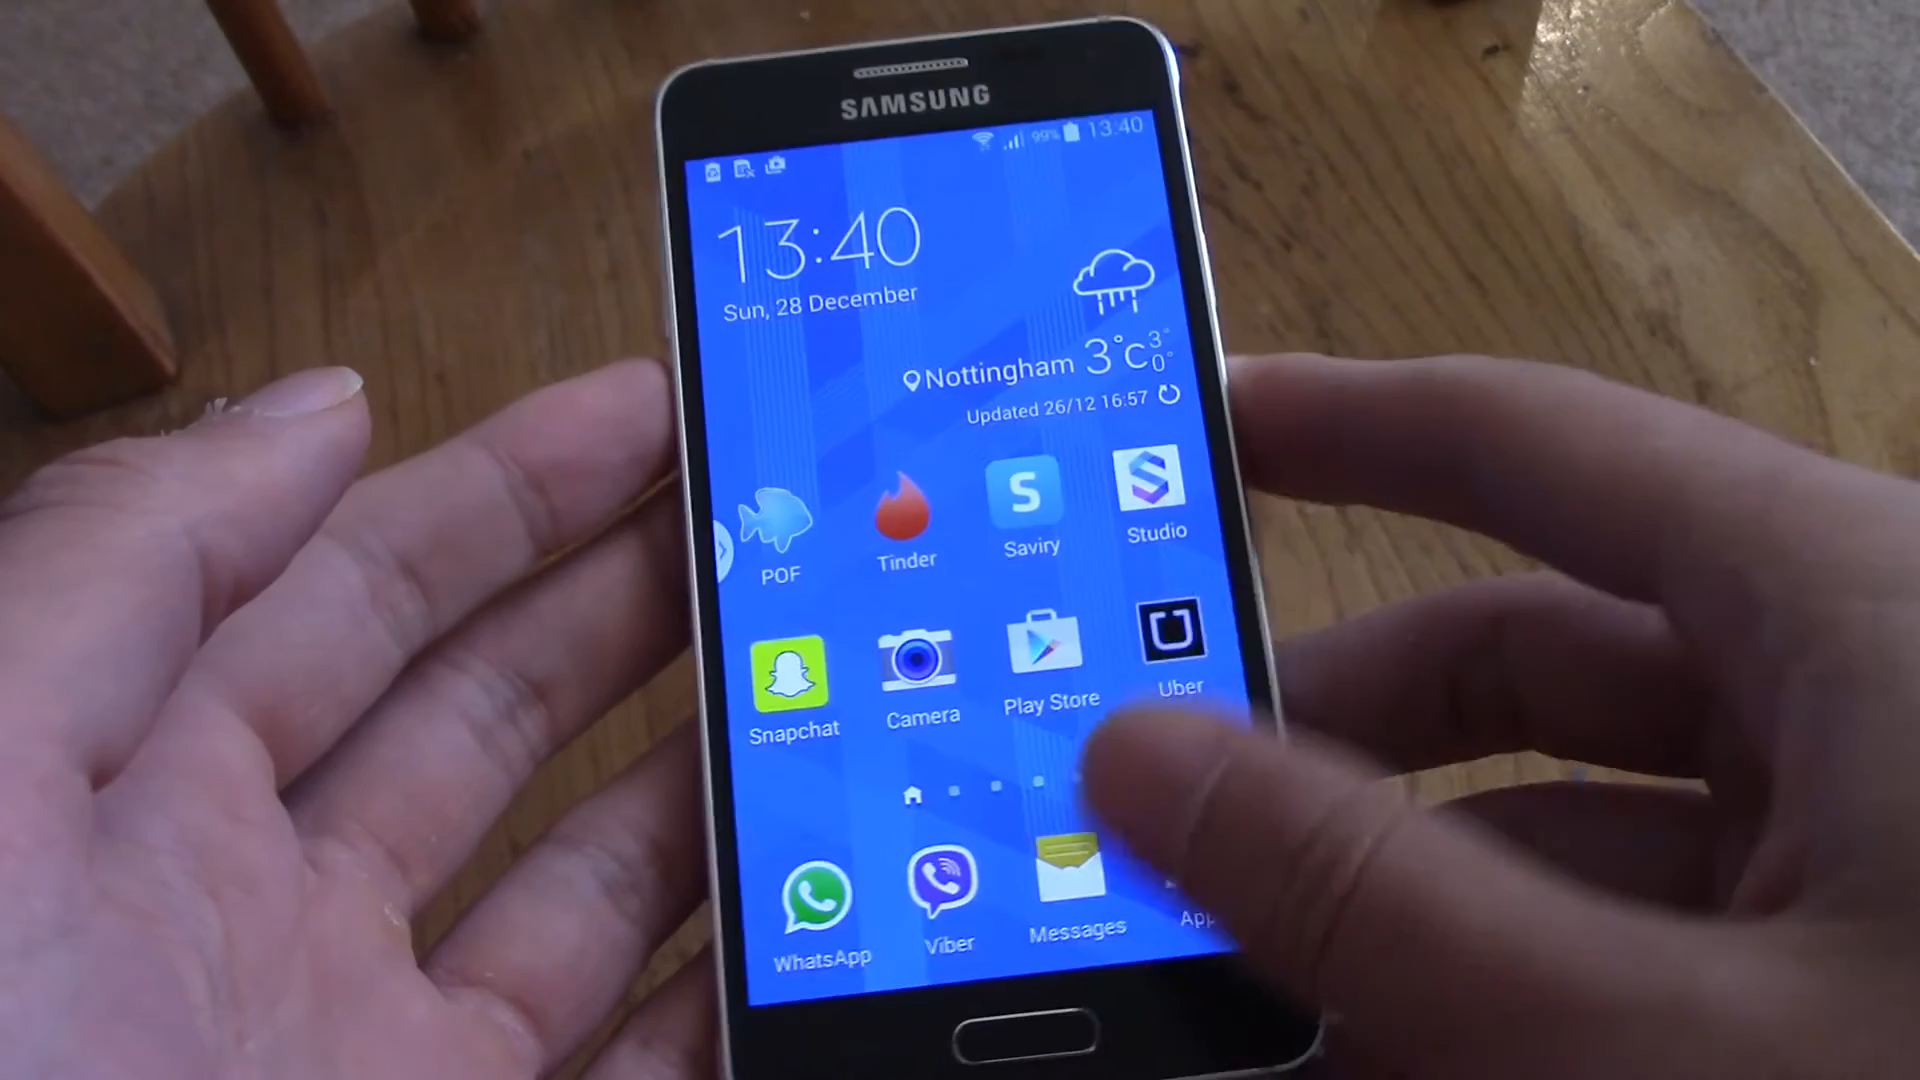 SAMSUNG
99% 13:40
13:40
Sun, 28 December
Nottingham 3°C 3° 0°
Updated 26/12 16:57
POF
Tinder
S
Saviry
Studio
Snapchat
Camera
Play Store
Uber
WhatsApp
Viber
Messages
App